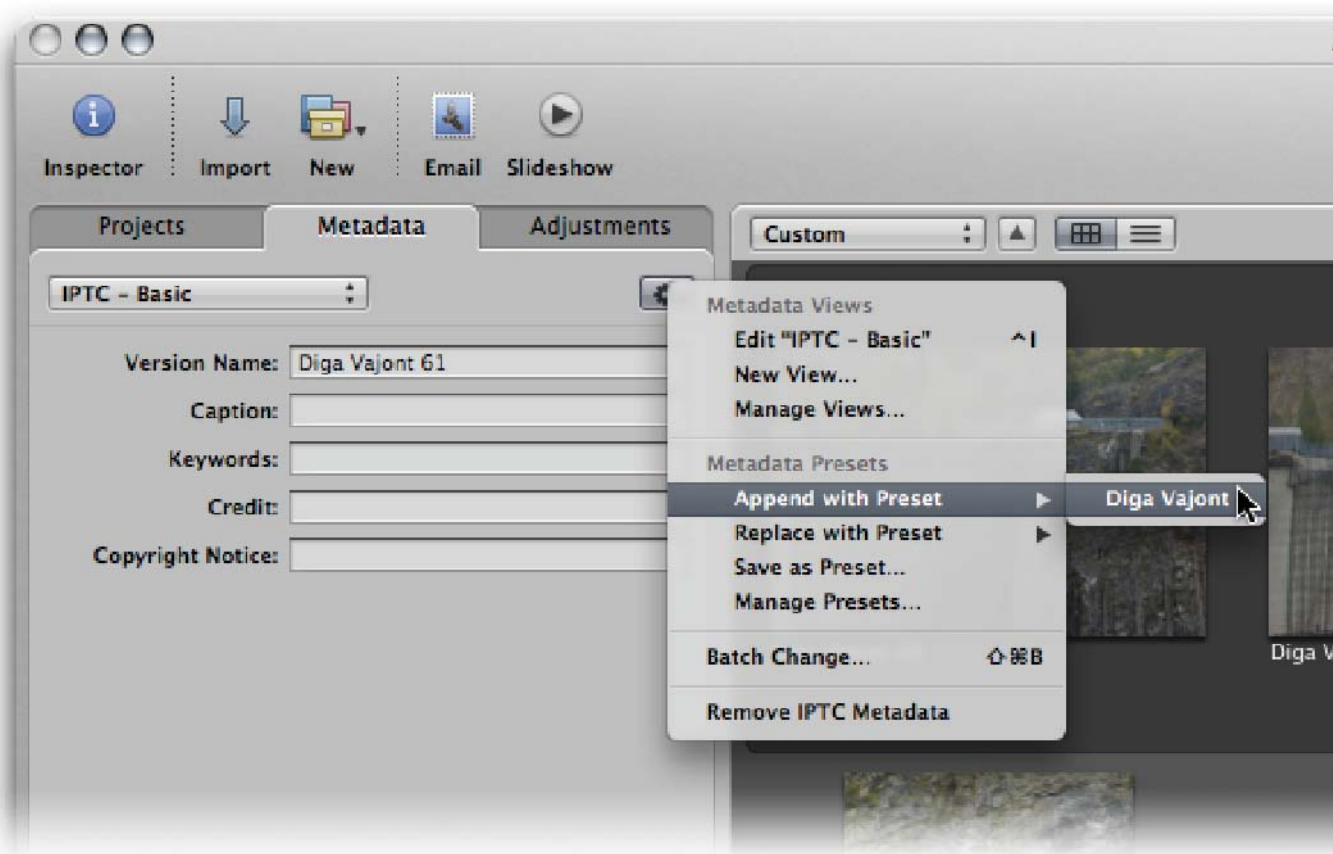 Inspector
Import
New
Email
Slideshow
Projects
Metadata
Adjustments
Custom
IPTC – Basic
Version Name: Diga Vajont 61
Caption:
Keywords:
Credit:
Copyright Notice:
Metadata Views
Edit "IPTC – Basic" ^I
New View...
Manage Views...
Metadata Presets
Append with Preset
Diga Vajont
Replace with Preset
Save as Preset...
Manage Presets...
Batch Change... ⇧⌘B
Remove IPTC Metadata
Diga